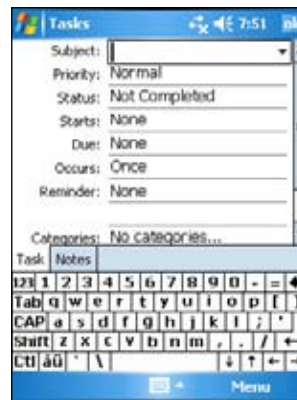 Tasks 7:51 ok
Subject:
Priority: Normal
Status: Not Completed
Starts: None
Due: None
Occurs: Once
Reminder: None
Categories: No categories...
Task Notes
123 1 2 3 4 5 6 7 8 9 0 - =
Tab q w e r t y u i o p [ ]
CAP a s d f g h j k l ; '
Shift z x c v b n m , . /
Ctl áü ` \
Menu